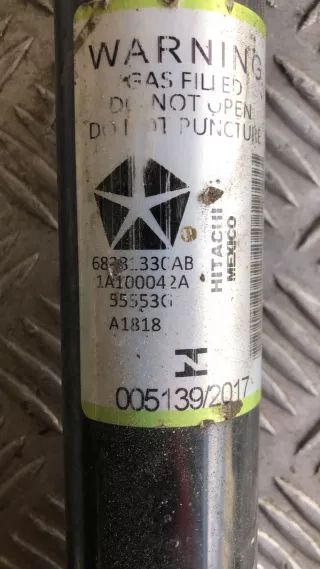 WARNING
GAS FILLED
DO NOT OPEN
DO NOT PUNCTURE
1A100042A
55553G
A1818
HITACHI
MEXICO
005139/2017